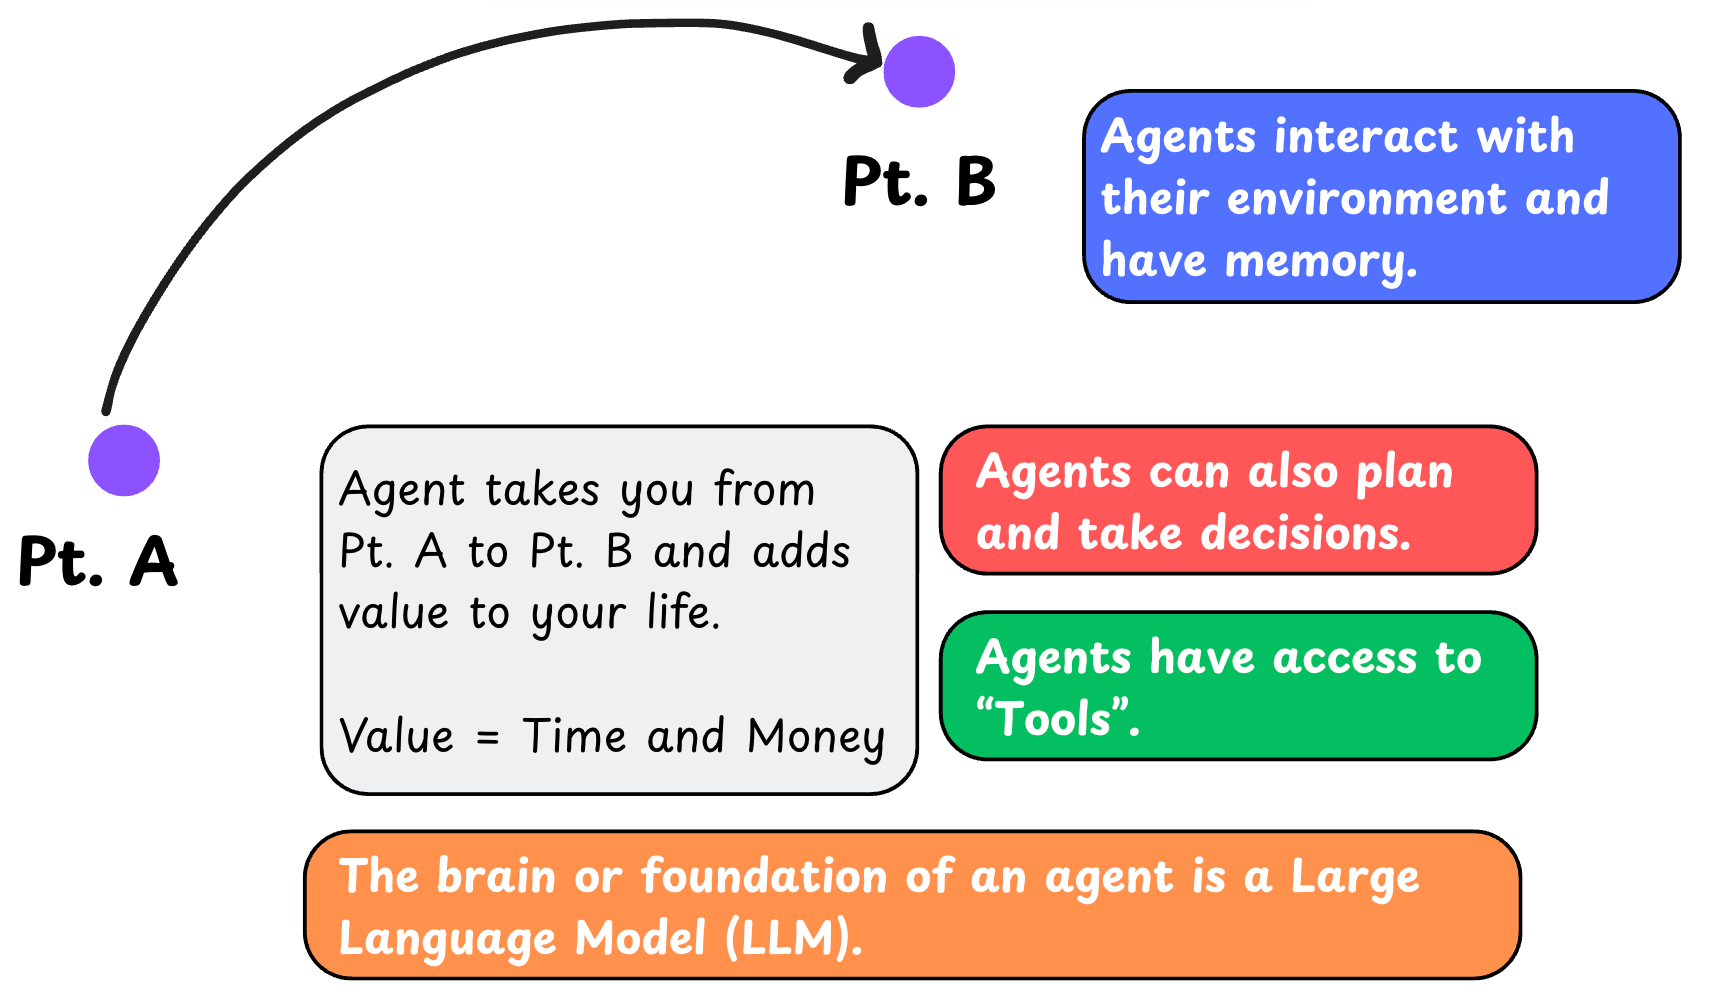 Pt. B
Agents interact with
their environment and
have memory.
Pt. A
Agent takes you from
Pt. A to Pt. B and adds
value to your life.
Value = Time and Money
Agents can also plan
and take decisions.
Agents have access to
“Tools”.
The brain or foundation of an agent is a Large
Language Model (LLM).